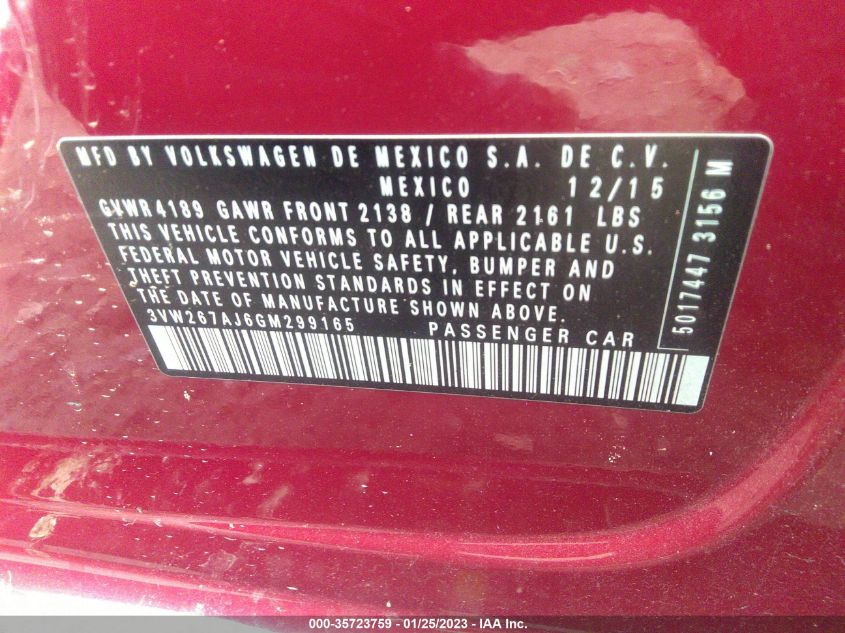 MFD BY VOLKSWAGEN DE MEXICO S.A. DE C.V.
MEXICO 12/15
GVWR4189 GAWR FRONT 2138 / REAR 2161 LBS
THIS VEHICLE CONFORMS TO ALL APPLICABLE U.S.
FEDERAL MOTOR VEHICLE SAFETY, BUMPER AND
THEFT PREVENTION STANDARDS IN EFFECT ON
THE DATE OF MANUFACTURE SHOWN ABOVE.
3VW267AJ6GM299165 PASSENGER CAR
5017447 3156 M
000-35723759 / 01/25/2023 - © IAA Inc.